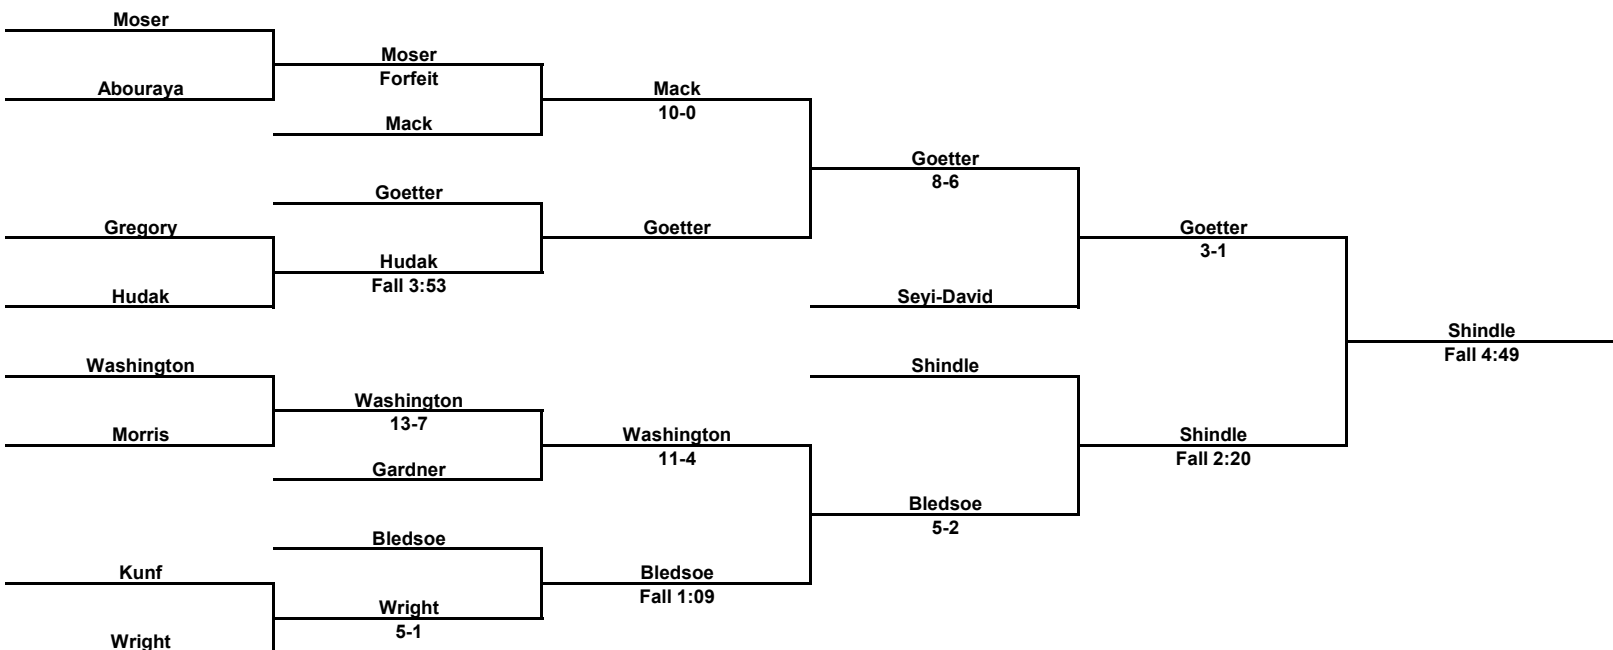 Moser
Moser
Forfeit
Abouraya
Mack
10-0
Mack
Goetter
8-6
Goetter
Gregory
Goetter
Goetter
3-1
Hudak
Fall 3:53
Hudak
Seyi-David
Shindle
Fall 4:49
Washington
Shindle
Washington
13-7
Morris
Washington
11-4
Shindle
Fall 2:20
Gardner
Bledsoe
5-2
Bledsoe
Kunf
Bledsoe
Fall 1:09
Wright
5-1
Wright